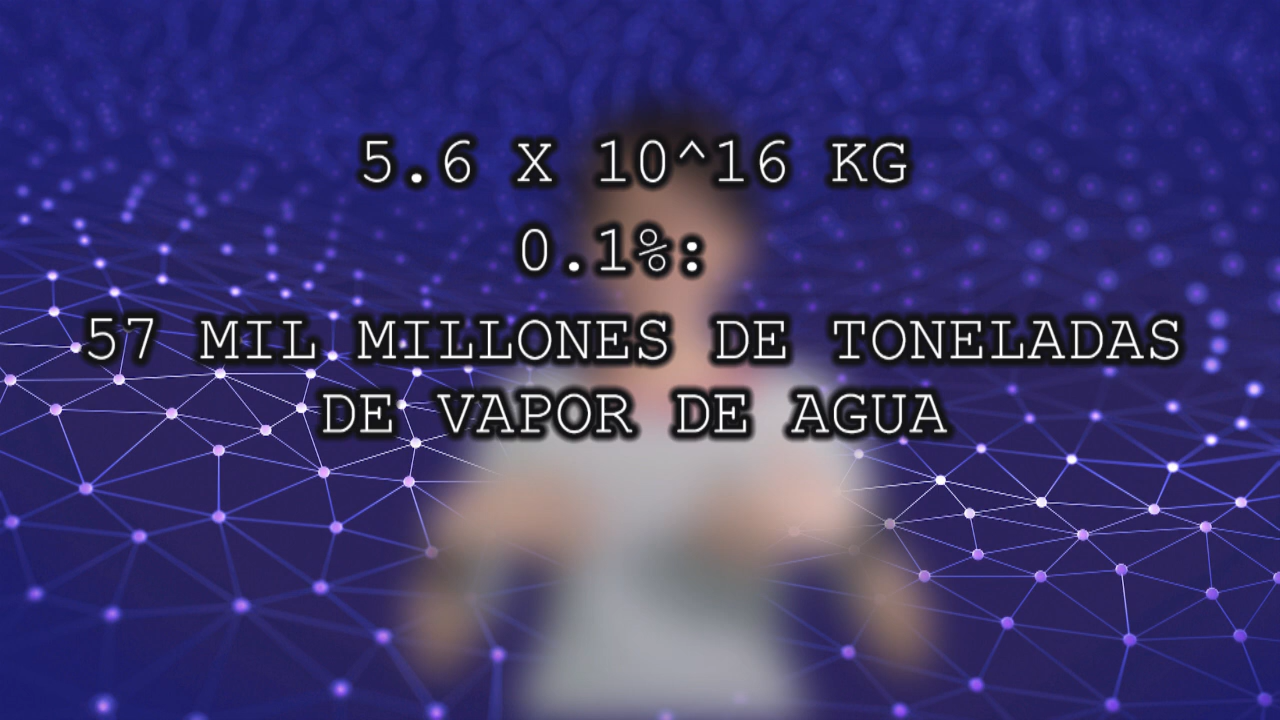 5.6 X 10^16 KG
0.1%:
57 MIL MILLONES DE TONELADAS
DE VAPOR DE AGUA